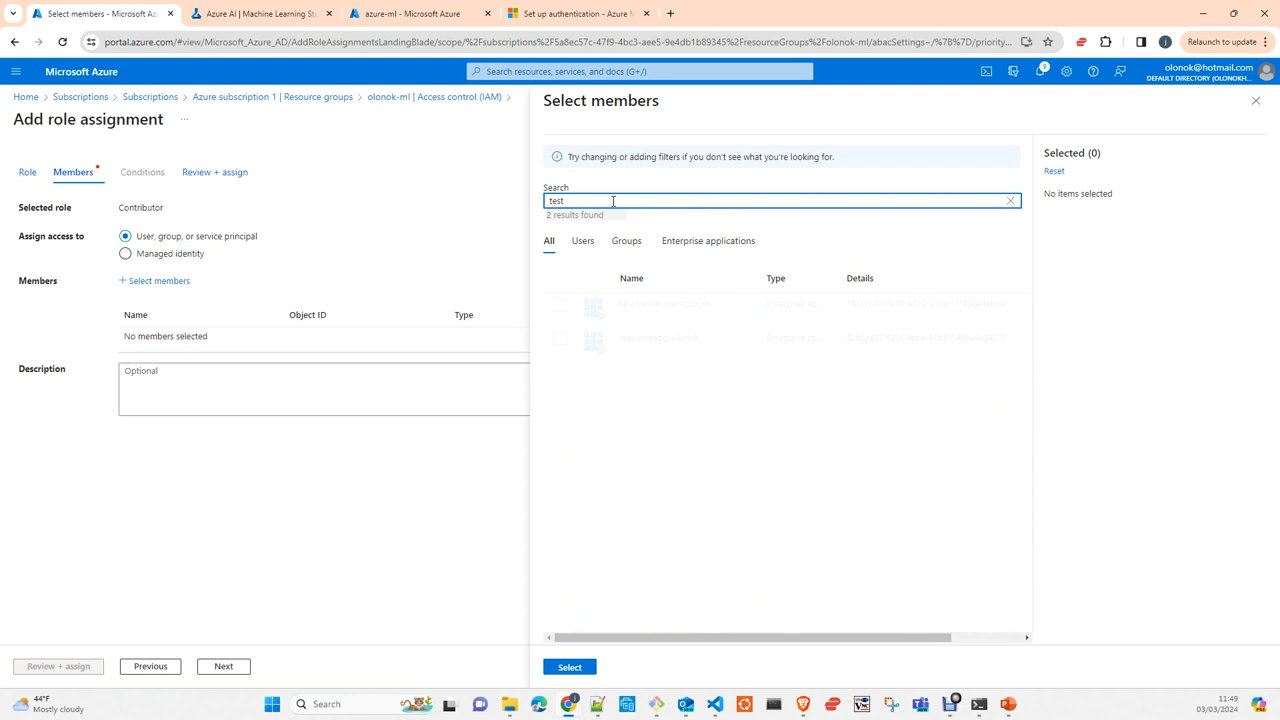 Select members - Microsoft Az
Azure AI | Machine Learning Stu
azure-ml - Microsoft Azure
Set up authentication - Azure M
portal.azure.com/#view/Microsoft_Azure_AD/AddRoleAssignmentsLandingBlade/scope/%2Fsubscriptions%2F5a8ec57c-47f9-4bc3-aee5-9e4db1b89345%2FresourceGroups%2Folonok-ml/abacSettings~/%7B%7D/priority...
Relaunch to update
Microsoft Azure
Search resources, services, and docs (G+/)
9
olonok@hotmail.com
DEFAULT DIRECTORY (OLONOKH...
Home > Subscriptions > Subscriptions > Azure subscription 1 | Resource groups > olonok-ml | Access control (IAM) >
Add role assignment ...
Role
Members
Conditions
Review + assign
Selected role
Contributor
Assign access to
User, group, or service principal
Managed identity
Members
+ Select members
Name
Object ID
Type
No members selected
Description
Optional
Review + assign
Previous
Next
Select members
Try changing or adding filters if you don't see what you're looking for.
Search
test
2 results found
All
Users
Groups
Enterprise applications
Name
Type
Details
Select
Selected (0)
Reset
No items selected
44°F
Mostly cloudy
Search
11:49
03/03/2024